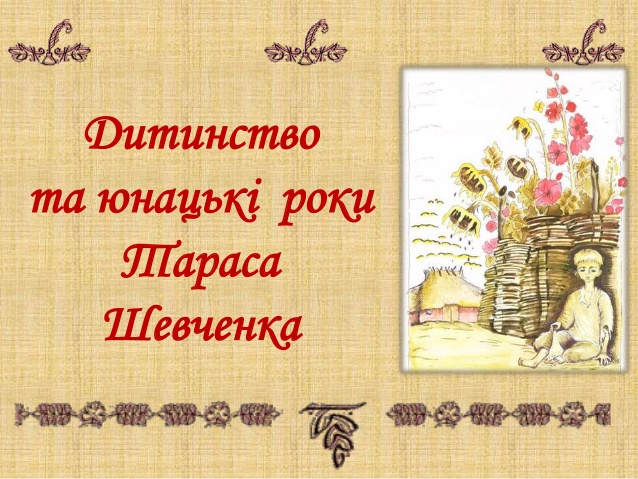 Дитинство
та юнацькі роки
Тараса
Шевченка